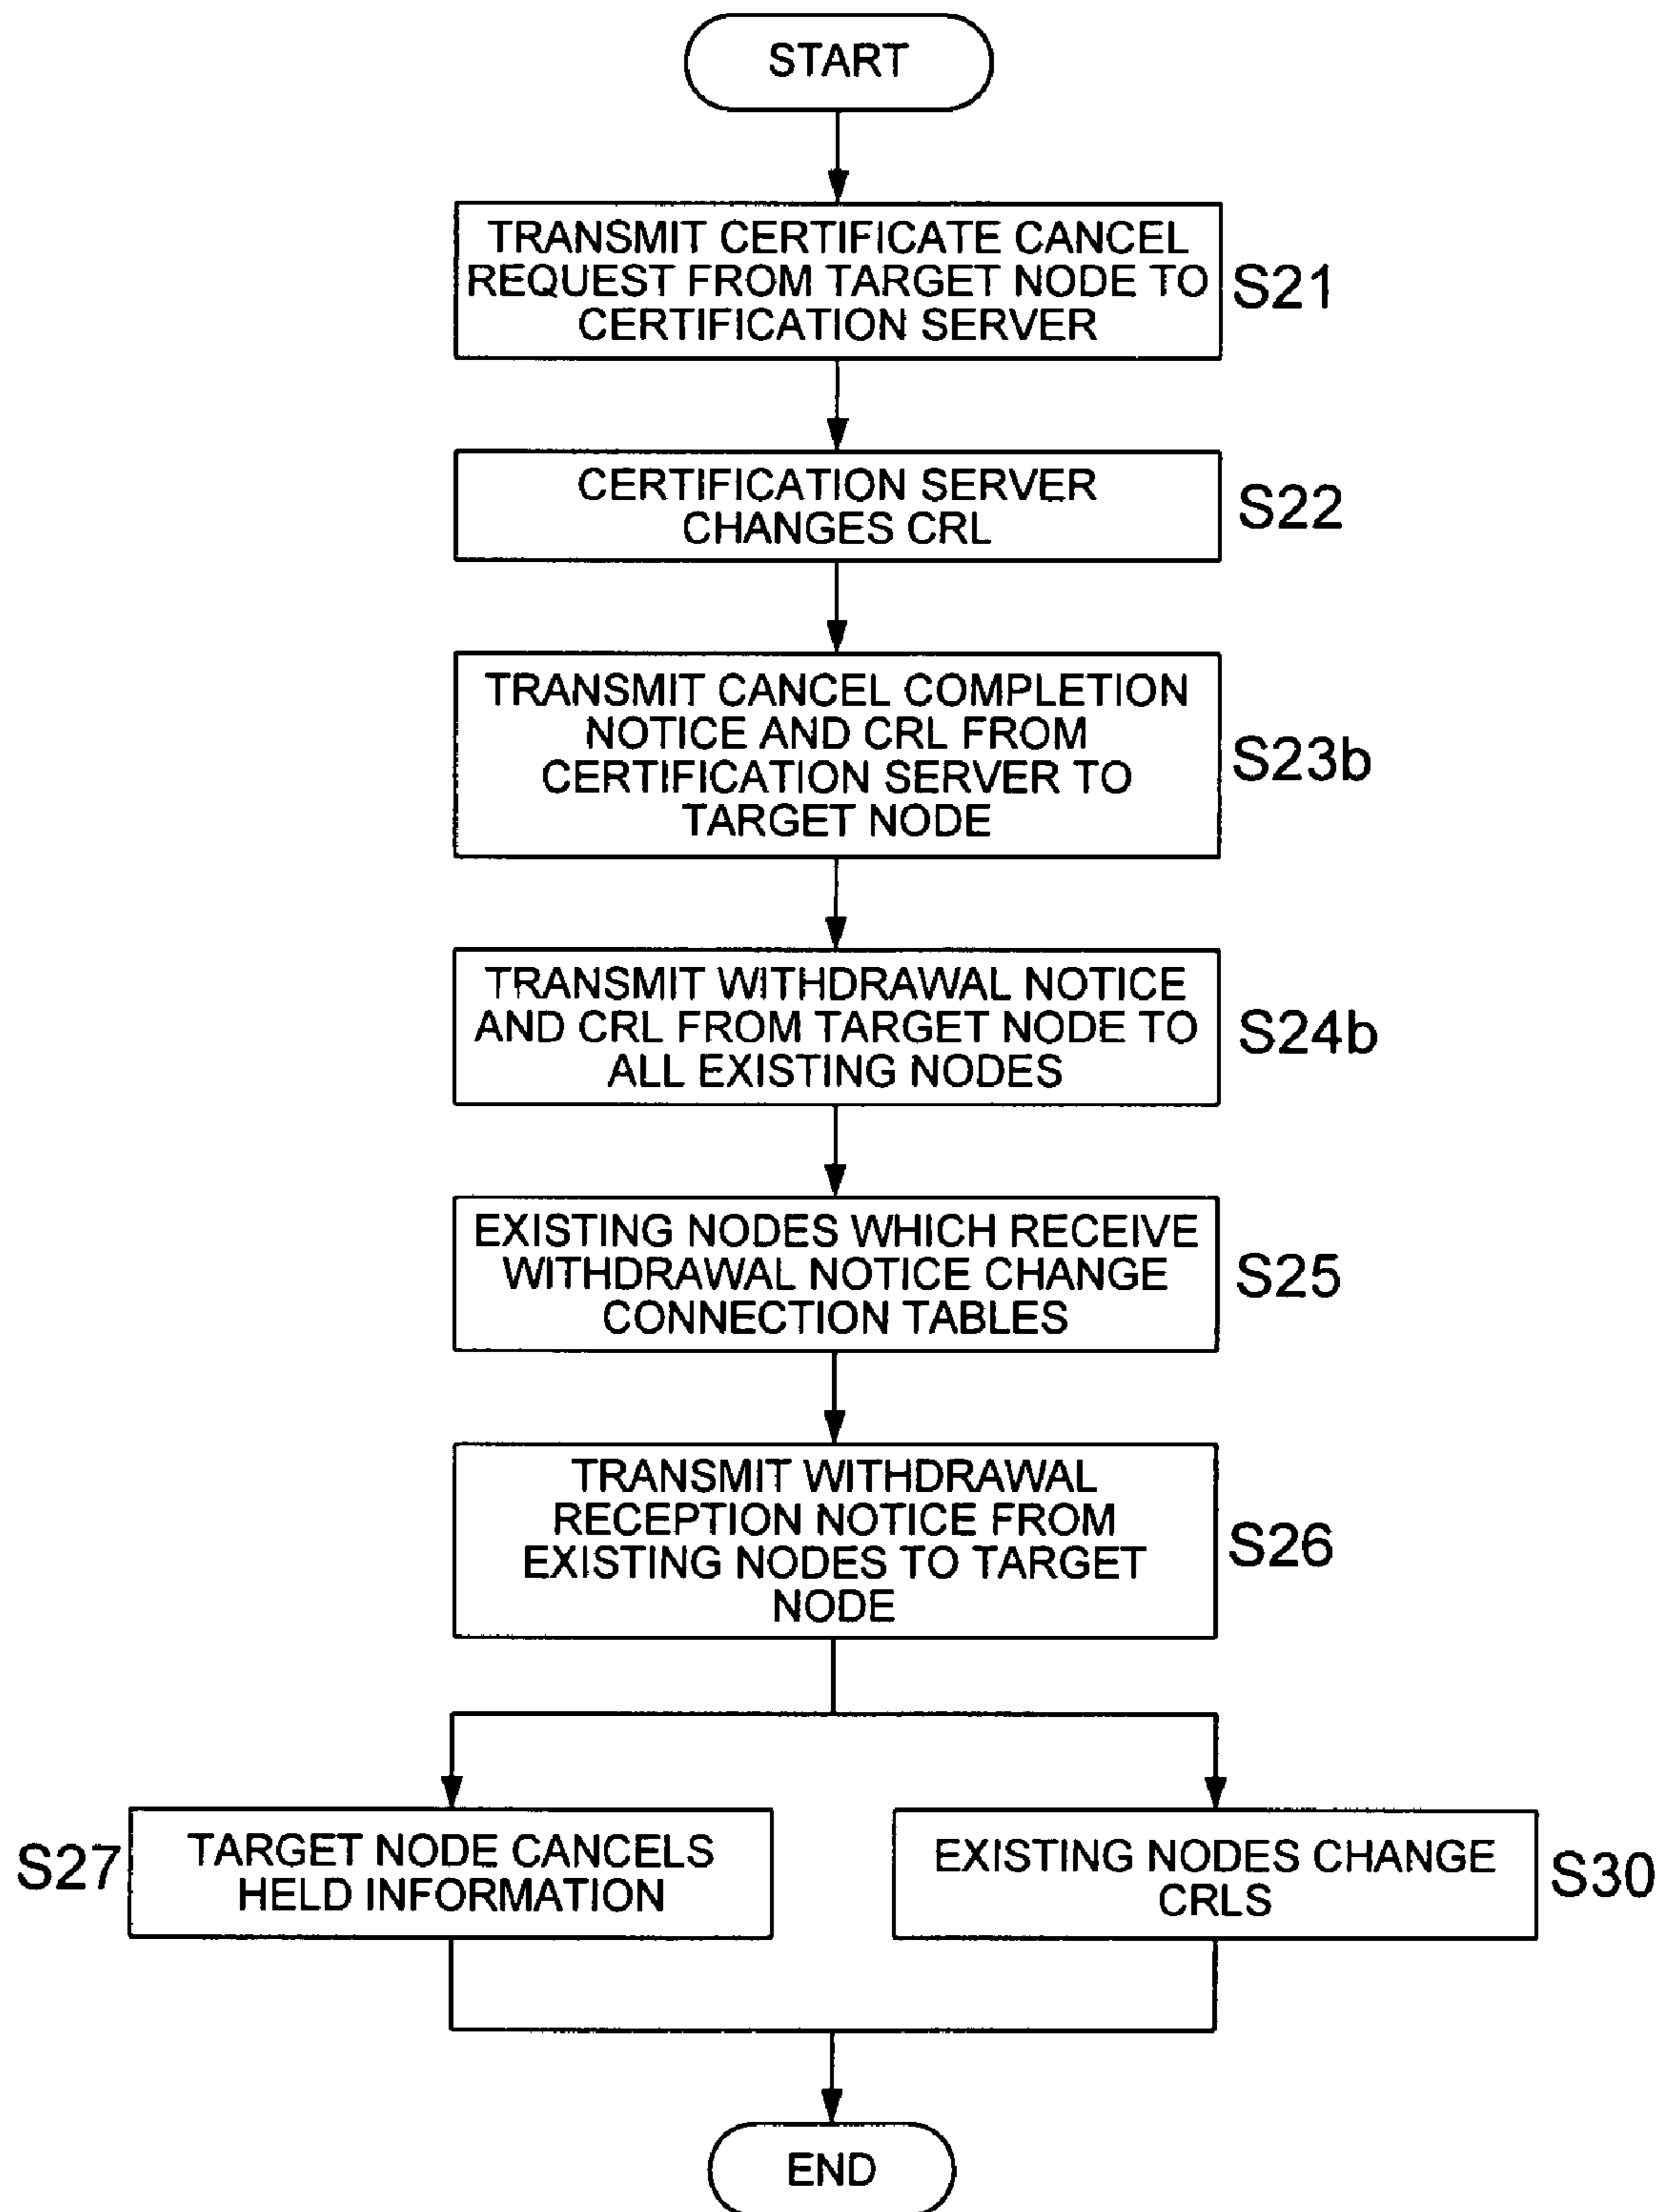 START
TRANSMIT CERTIFICATE CANCEL
REQUEST FROM TARGET NODE TO
CERTIFICATION SERVER
S21
CERTIFICATION SERVER
CHANGES CRL
S22
TRANSMIT CANCEL COMPLETION
NOTICE AND CRL FROM
CERTIFICATION SERVER TO
TARGET NODE
S23b
TRANSMIT WITHDRAWAL NOTICE
AND CRL FROM TARGET NODE TO
ALL EXISTING NODES
S24b
EXISTING NODES WHICH RECEIVE
WITHDRAWAL NOTICE CHANGE
CONNECTION TABLES
S25
TRANSMIT WITHDRAWAL
RECEPTION NOTICE FROM
EXISTING NODES TO TARGET
NODE
S26
S27
TARGET NODE CANCELS
HELD INFORMATION
EXISTING NODES CHANGE
CRLS
S30
END